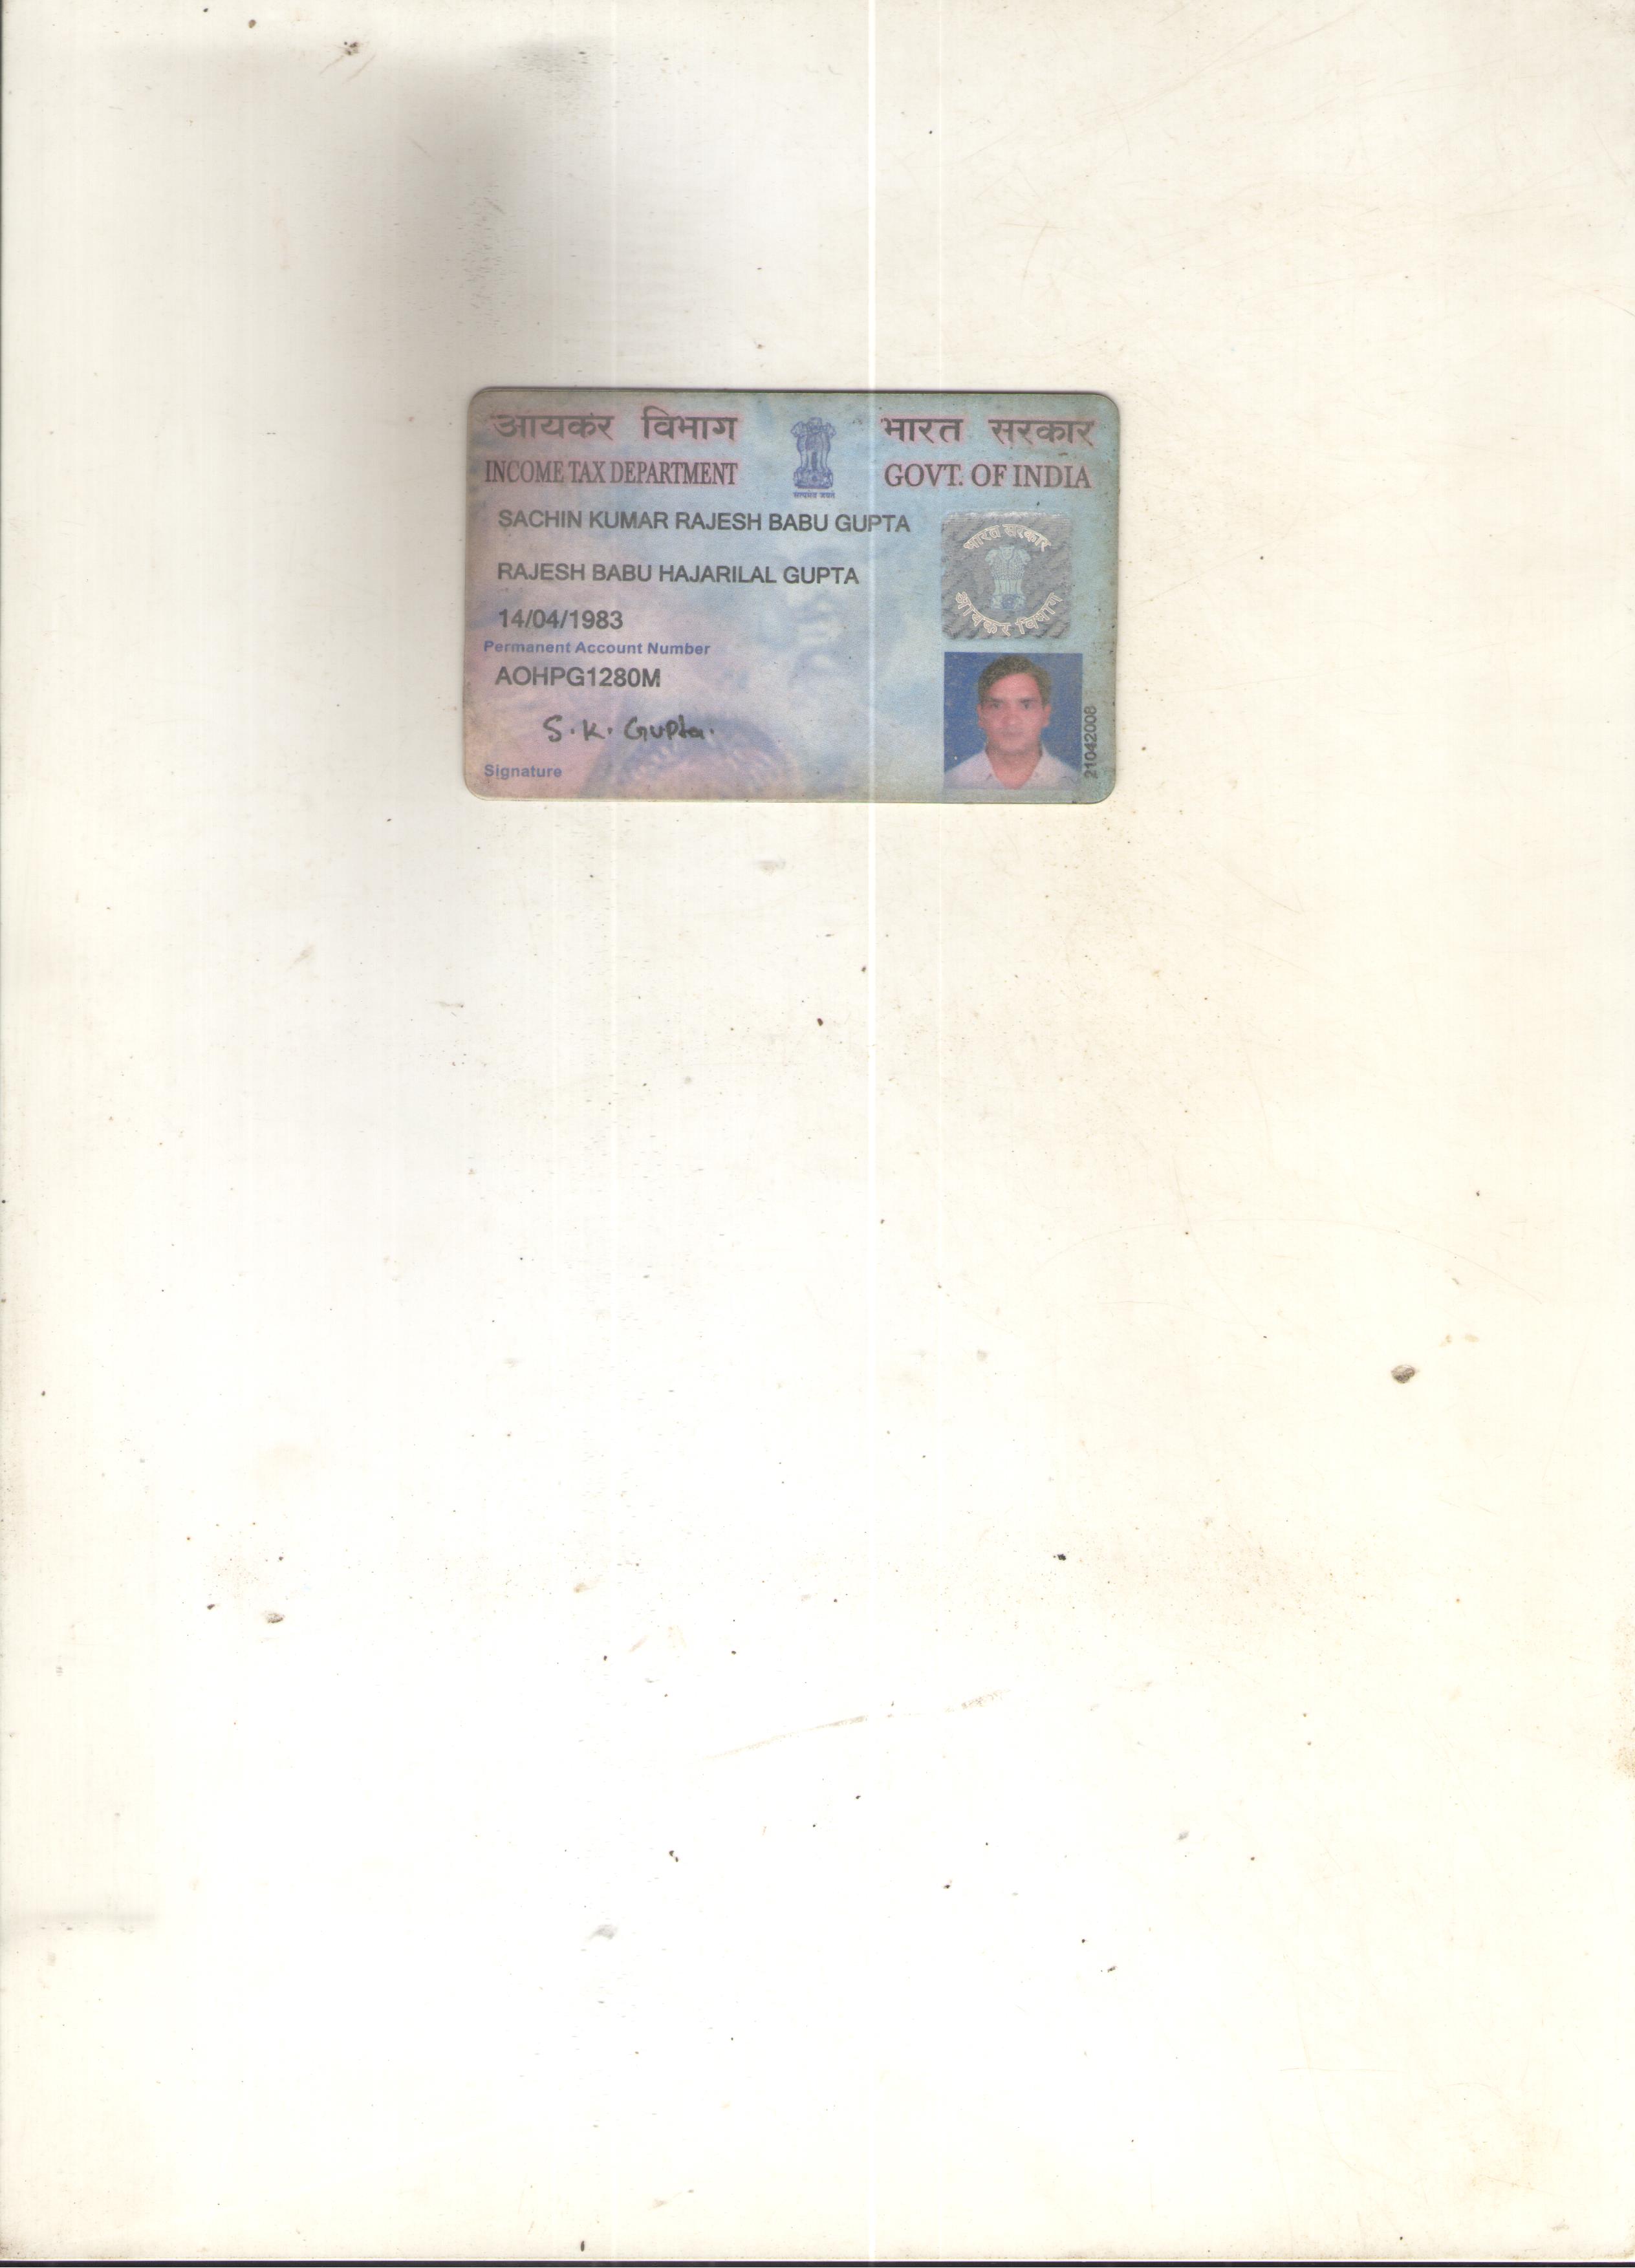 आयकर विभाग भारत सरकार
INCOME TAX DEPARTMENT GOVT. OF INDIA
सत्यमेव जयते
SACHIN KUMAR RAJESH BABU GUPTA
RAJESH BABU HAJARILAL GUPTA
14/04/1983
Permanent Account Number
AOHPG1280M
S. K. Gupta.
Signature
भारत सरकार
आयकर विभाग
21042008